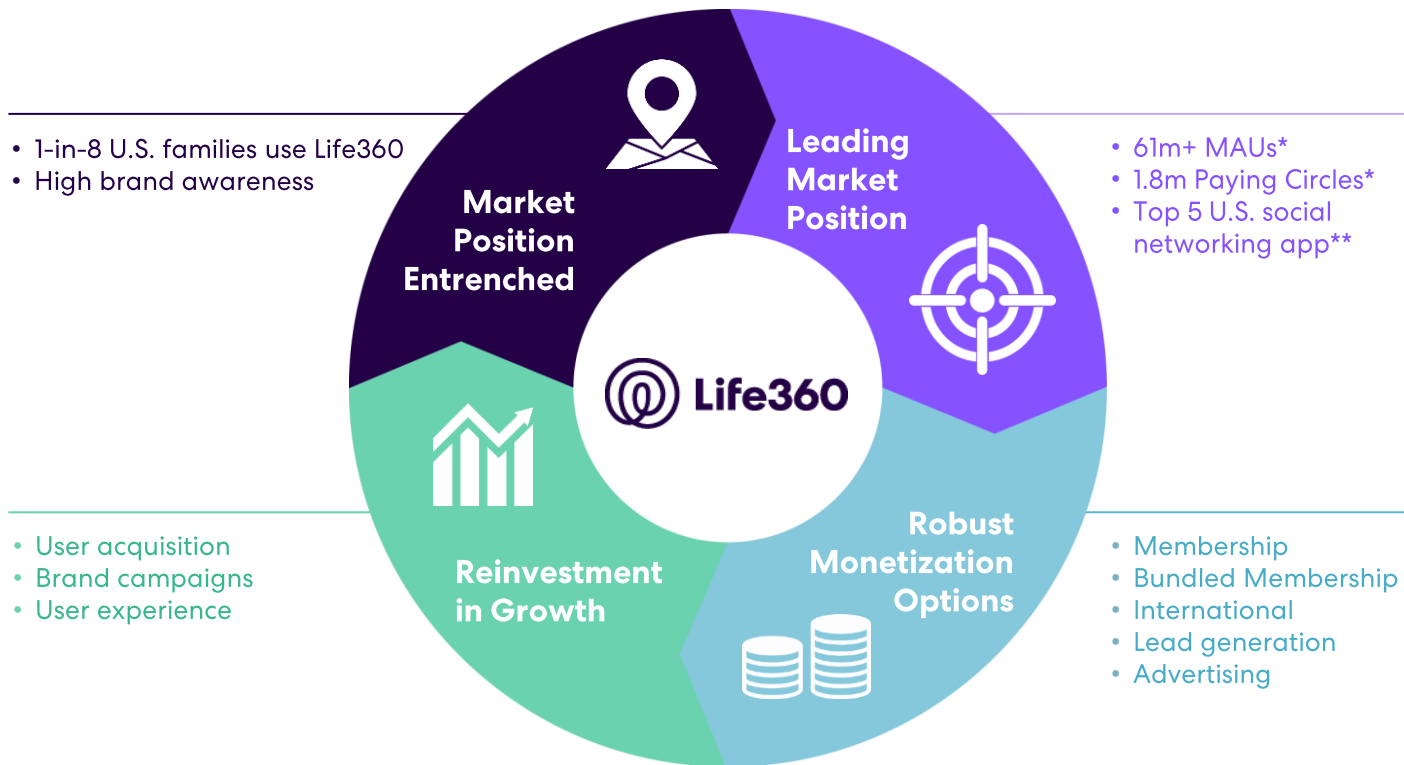 • 1-in-8 U.S. families use Life360
• High brand awareness
Market
Position
Entrenched
Leading
Market
Position
• 61m+ MAUs*
• 1.8m Paying Circles*
• Top 5 U.S. social
networking app**
Life360
• User acquisition
• Brand campaigns
• User experience
Reinvestment
in Growth
Robust
Monetization
Options
• Membership
• Bundled Membership
• International
• Lead generation
• Advertising